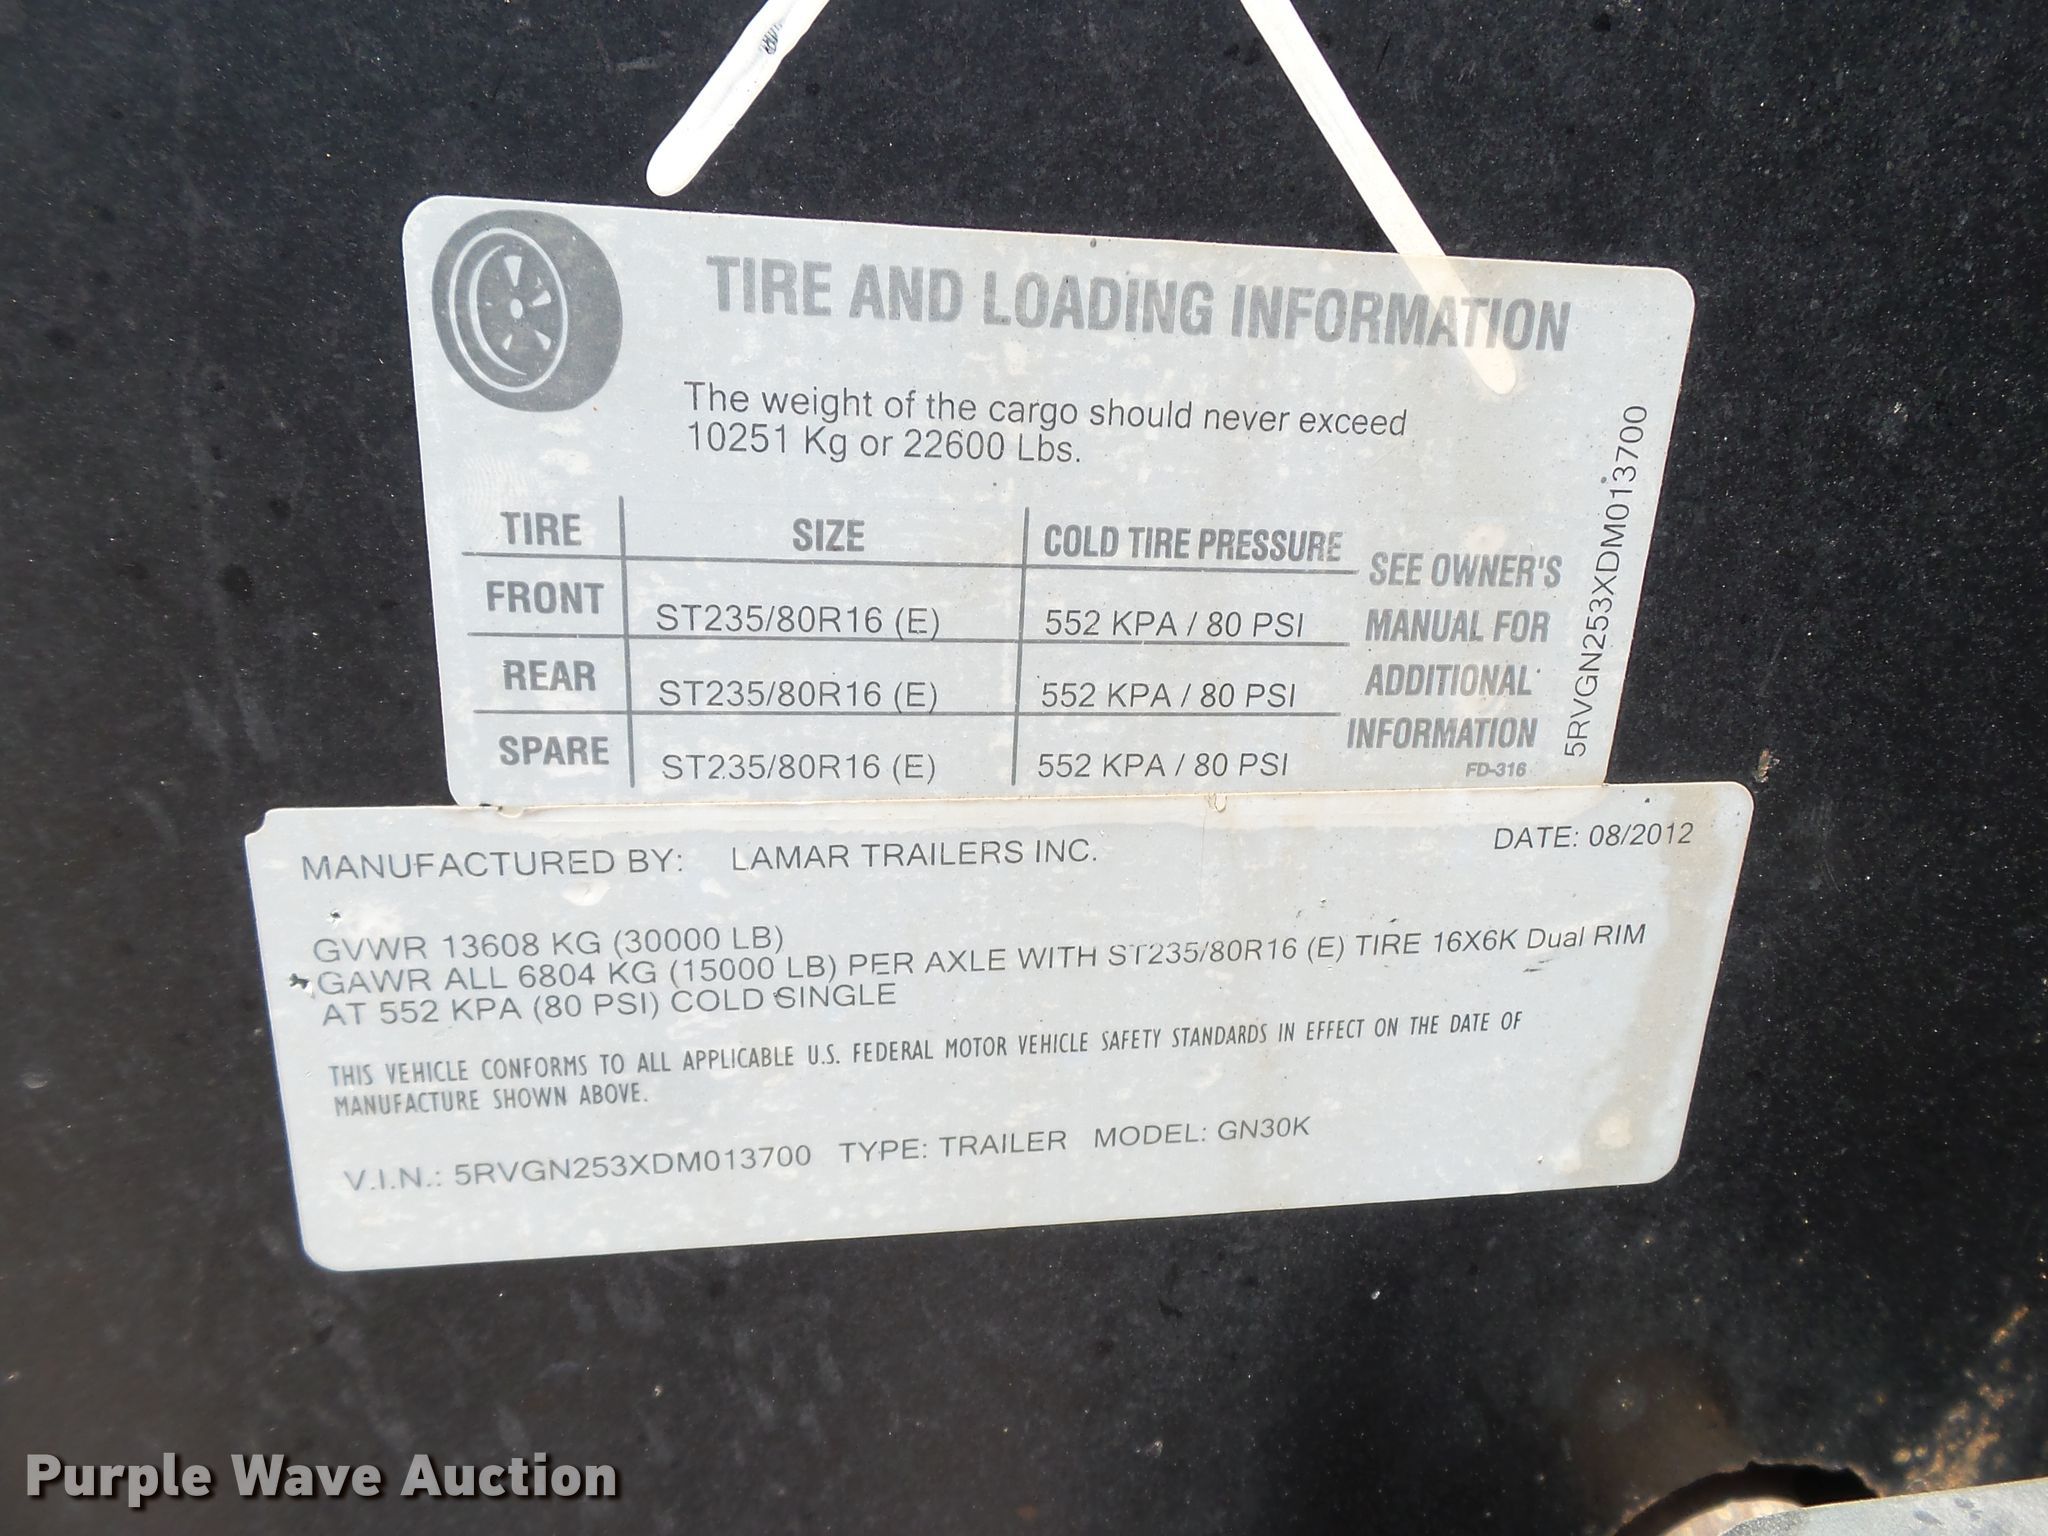 TIRE AND LOADING INFORMATION
The weight of the cargo should never exceed
10251 Kg or 22600 Lbs.
TIRE SIZE COLD TIRE PRESSURE
FRONT ST235/80R16 (E) 552 KPA / 80 PSI
REAR ST235/80R16 (E) 552 KPA / 80 PSI
SPARE ST235/80R16 (E) 552 KPA / 80 PSI
SEE OWNER'S
MANUAL FOR
ADDITIONAL
INFORMATION
FD-316
5RVGN253XDM013700
MANUFACTURED BY: LAMAR TRAILERS INC. DATE: 08/2012
GVWR 13608 KG (30000 LB)
GAWR ALL 6804 KG (15000 LB) PER AXLE WITH ST235/80R16 (E) TIRE 16X6K Dual RIM
AT 552 KPA (80 PSI) COLD SINGLE
THIS VEHICLE CONFORMS TO ALL APPLICABLE U.S. FEDERAL MOTOR VEHICLE SAFETY STANDARDS IN EFFECT ON THE DATE OF
MANUFACTURE SHOWN ABOVE.
V.I.N.: 5RVGN253XDM013700 TYPE: TRAILER MODEL: GN30K
Purple Wave Auction